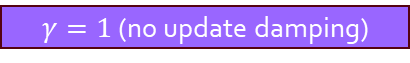 γ = 1 (no update damping)